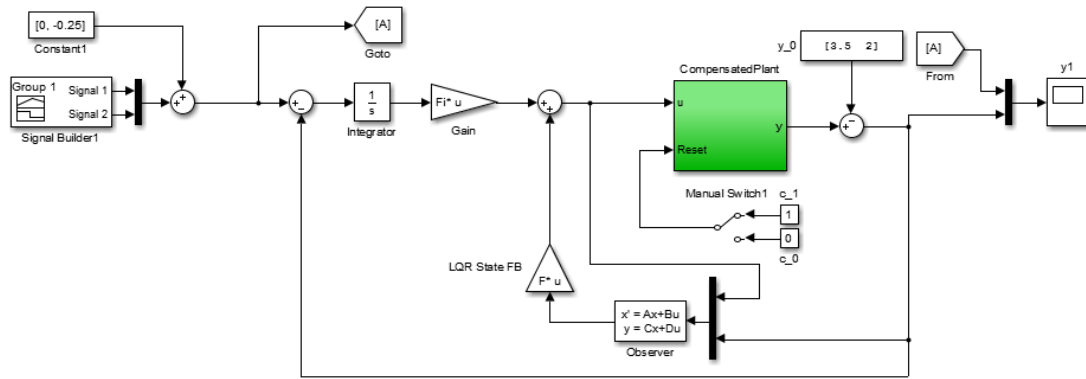 [0, -0.25]
Constant1
Group 1
Signal 1
Signal 2
Signal Builder1
+
+
[A]
Goto
+
−
1
s
Integrator
Fi* u
Gain
+
+
CompensatedPlant
u
y
Reset
y_0
[3.5 2]
−
+
[A]
From
y1
Manual Switch1
c_1
1
0
c_0
LQR State FB
F* u
x' = Ax+Bu
y = Cx+Du
Observer